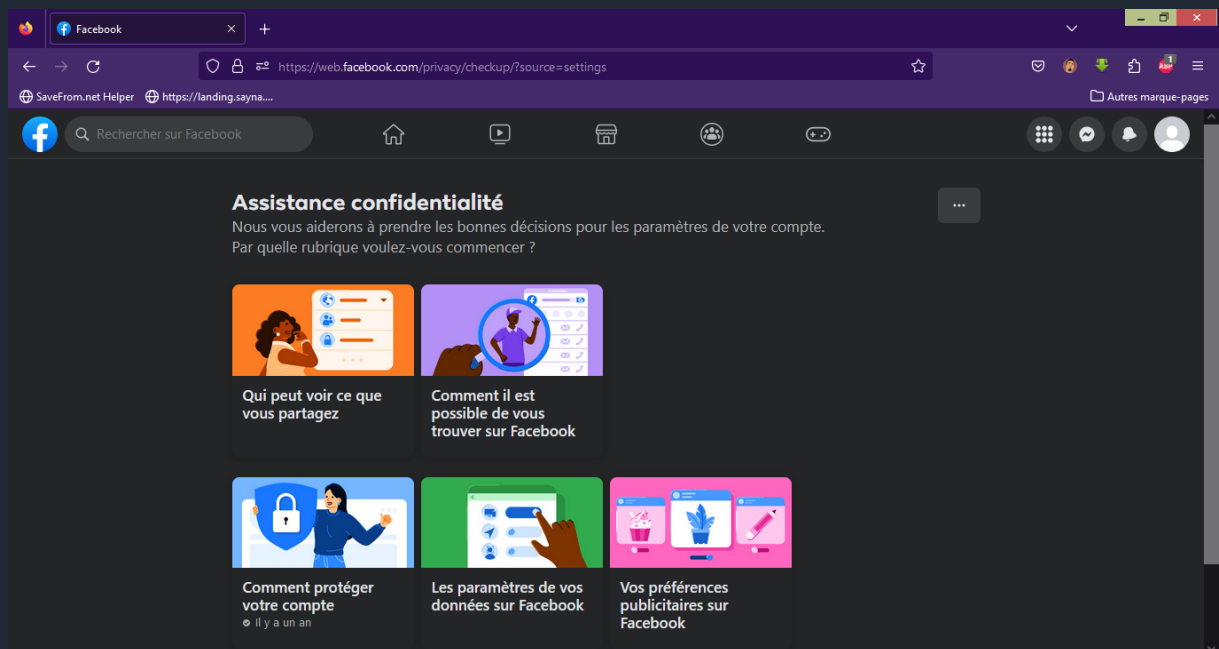 Facebook
https://web.facebook.com/privacy/checkup/?source=settings
SaveFrom.net Helper
https://landing.sayna....
Autres marque-pages
1
ABP
Rechercher sur Facebook
Assistance confidentialité
Nous vous aiderons à prendre les bonnes décisions pour les paramètres de votre compte.
Par quelle rubrique voulez-vous commencer ?
Qui peut voir ce que
vous partagez
Comment il est
possible de vous
trouver sur Facebook
Comment protéger
votre compte
Il y a un an
Les paramètres de vos
données sur Facebook
Vos préférences
publicitaires sur
Facebook